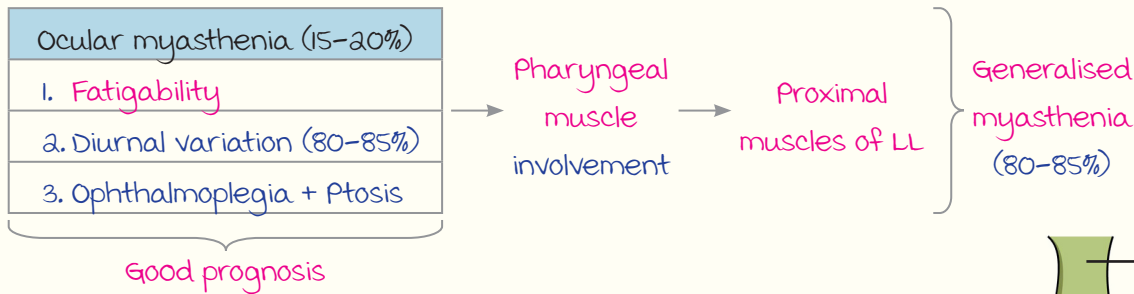 Ocular myasthenia (15-20%)
1. Fatigability
2. Diurnal variation (80-85%)
3. Ophthalmoplegia + Ptosis
Good prognosis
Pharyngeal
muscle
involvement
Proximal
muscles of LL
Generalised
myasthenia
(80-85%)